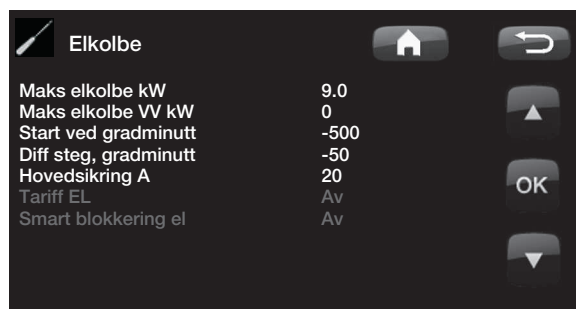 Elkolbe
Maks elkolbe kW 9.0
Maks elkolbe VV kW 0
Start ved gradminutt -500
Diff steg, gradminutt -50
Hovedsikring A 20
Tariff EL Av
Smart blokkering el Av
OK